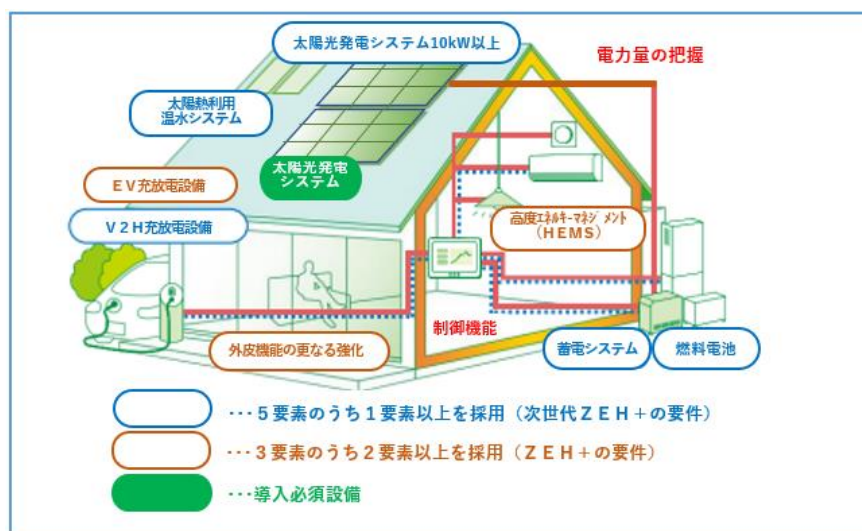 太陽光発電システム10kW以上
電力量の把握
太陽熱利用
温水システム
太陽光発電
システム
EV充放電設備
V2H充放電設備
高度ｴﾈﾙｷｰﾏﾈｼﾞﾒﾝﾄ
(HEMS)
制御機能
外皮機能の更なる強化
蓄電システム
燃料電池
･･･5要素のうち1要素以上を採用（次世代ZEH＋の要件）
･･･3要素のうち2要素以上を採用（ZEH＋の要件）
･･･導入必須設備